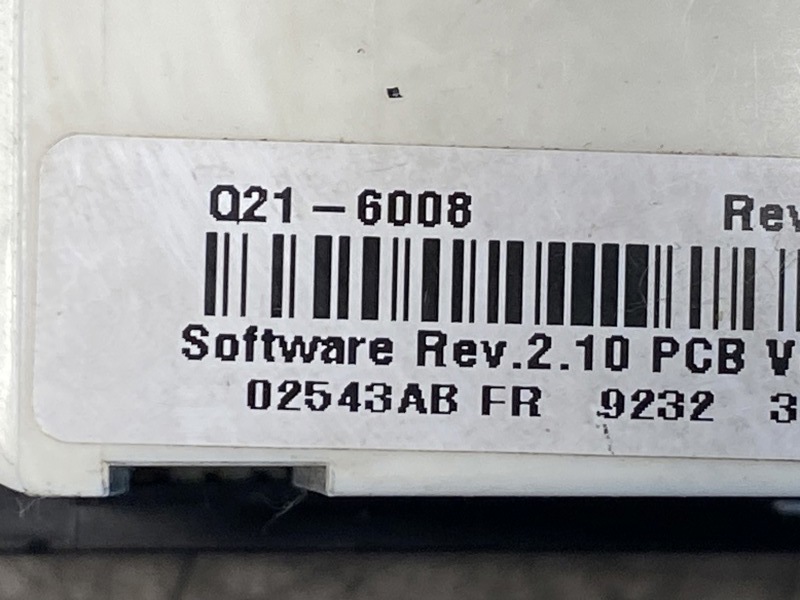 Q21-6008 Rev
Software Rev.2.10 PCB V
02543AB FR 9232 3